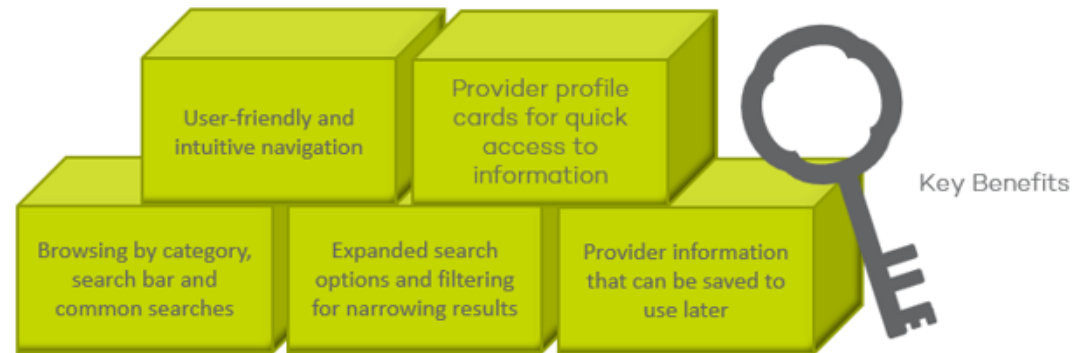 User-friendly and
intuitive navigation
Provider profile
cards for quick
access to
information
Key Benefits
Browsing by category,
search bar and
common searches
Expanded search
options and filtering
for narrowing results
Provider information
that can be saved to
use later